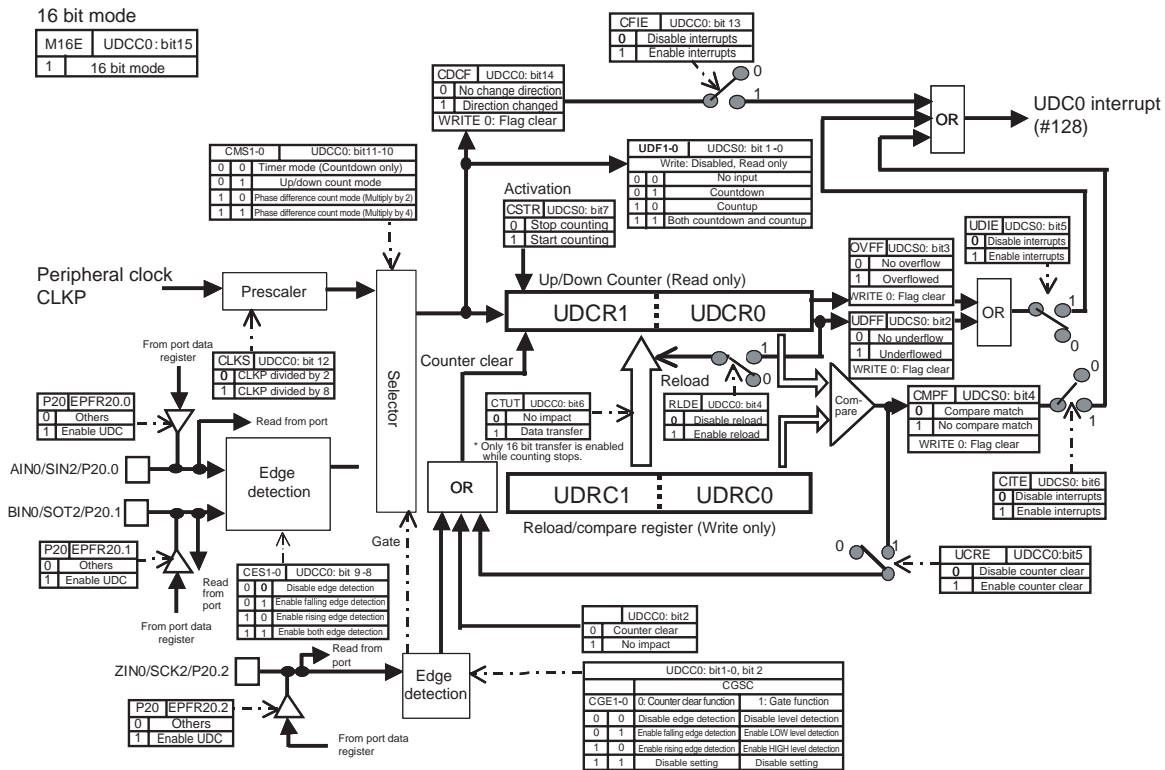 16 bit mode
M16E UDCC0: bit15
1 16 bit mode
CFIE UDCC0: bit 13
0 Disable interrupts
1 Enable interrupts
0
1
CDCF UDCC0: bit14
0 No change direction
1 Direction changed
WRITE 0: Flag clear
OR
UDC0 interrupt
(#128)
CMS1-0 UDCC0: bit11-10
0 0 Timer mode (Countdown only)
0 1 Up/down count mode
1 0 Phase difference count mode (Multiply by 2)
1 1 Phase difference count mode (Multiply by 4)
UDF1-0 UDCS0: bit 1-0
Write: Disabled, Read only
0 0 No input
0 1 Countdown
1 0 Countup
1 1 Both countdown and countup
Activation
CSTR UDCS0: bit7
0 Stop counting
1 Start counting
UDIE UDCS0: bit5
0 Disable interrupts
1 Enable interrupts
OVFF UDCS0: bit3
0 No overflow
1 Overflowed
WRITE 0: Flag clear
Peripheral clock
CLKP
Prescaler
Up/Down Counter (Read only)
UDCR1 UDCR0
OR
1
0
UDFF UDCS0: bit2
0 No underflow
1 Underflowed
WRITE 0: Flag clear
From port data
register
CLKS UDCC0: bit 12
0 CLKP divided by 2
1 CLKP divided by 8
Selector
Counter clear
Reload
1
0
CTUT UDCC0: bit6
0 No impact
1 Data transfer
* Only 16 bit transfer is enabled
while counting stops.
RLDE UDCC0: bit4
0 Disable reload
1 Enable reload
Com-
pare
CMPF UDCS0: bit4
0 Compare match
1 No compare match
WRITE 0: Flag clear
0
1
P20 EPFR20.0
0 Others
1 Enable UDC
Read from port
AIN0/SIN2/P20.0
Edge
detection
OR
UDRC1 UDRC0
Reload/compare register (Write only)
CITE UDCS0: bit6
0 Disable interrupts
1 Enable interrupts
BIN0/SOT2/P20.1
P20 EPFR20.1
0 Others
1 Enable UDC
Read
from
port
From port data
register
Gate
CES1-0 UDCC0: bit 9-8
0 0 Disable edge detection
0 1 Enable falling edge detection
1 0 Enable rising edge detection
1 1 Enable both edge detection
0
1
UCRE UDCC0:bit5
0 Disable counter clear
1 Enable counter clear
UDCC0: bit2
0 Counter clear
1 No impact
ZIN0/SCK2/P20.2
Read from
port
Edge
detection
P20 EPFR20.2
0 Others
1 Enable UDC
From port data
register
UDCC0: bit1-0, bit 2
CGSC
CGE1-0 0: Counter clear function 1: Gate function
0 0 Disable edge detection Disable level detection
0 1 Enable falling edge detection Enable LOW level detection
1 0 Enable rising edge detection Enable HIGH level detection
1 1 Disable setting Disable setting